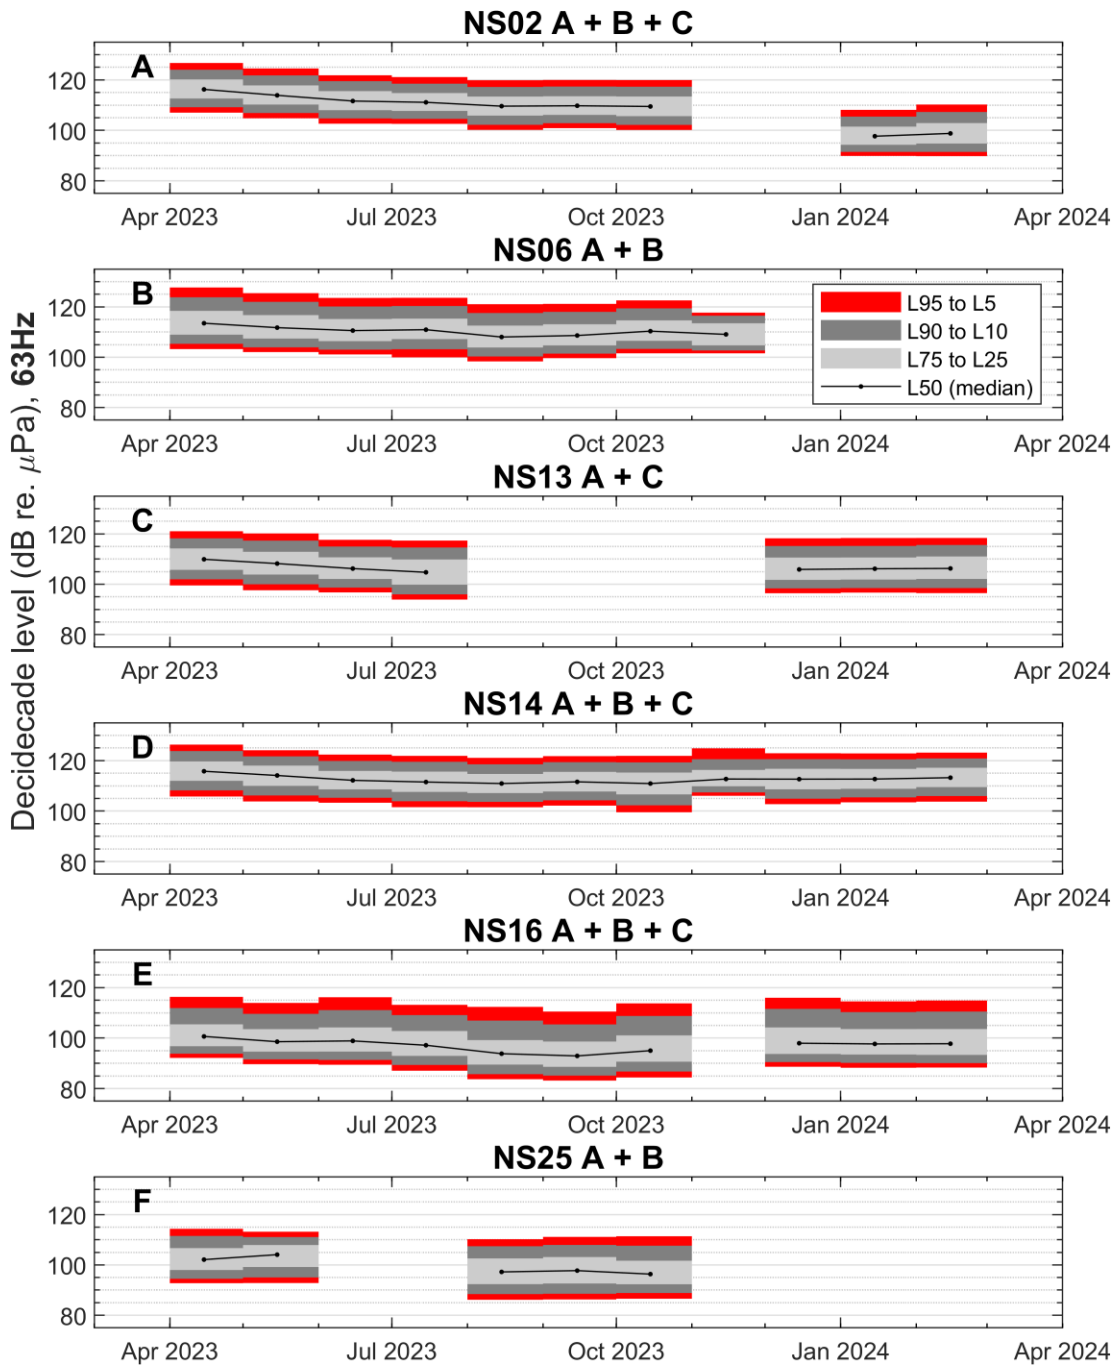 NS02 A + B + C
A
120
100
80
Apr 2023 Jul 2023 Oct 2023 Jan 2024 Apr 2024
NS06 A + B
B
120
100
80
L95 to L5
L90 to L10
L75 to L25
L50 (median)
Apr 2023 Jul 2023 Oct 2023 Jan 2024 Apr 2024
Decidecade level (dB re. μPa), 63Hz
NS13 A + C
C
120
100
80
Apr 2023 Jul 2023 Oct 2023 Jan 2024 Apr 2024
NS14 A + B + C
D
120
100
80
Apr 2023 Jul 2023 Oct 2023 Jan 2024 Apr 2024
NS16 A + B + C
E
120
100
80
Apr 2023 Jul 2023 Oct 2023 Jan 2024 Apr 2024
NS25 A + B
F
120
100
80
Apr 2023 Jul 2023 Oct 2023 Jan 2024 Apr 2024